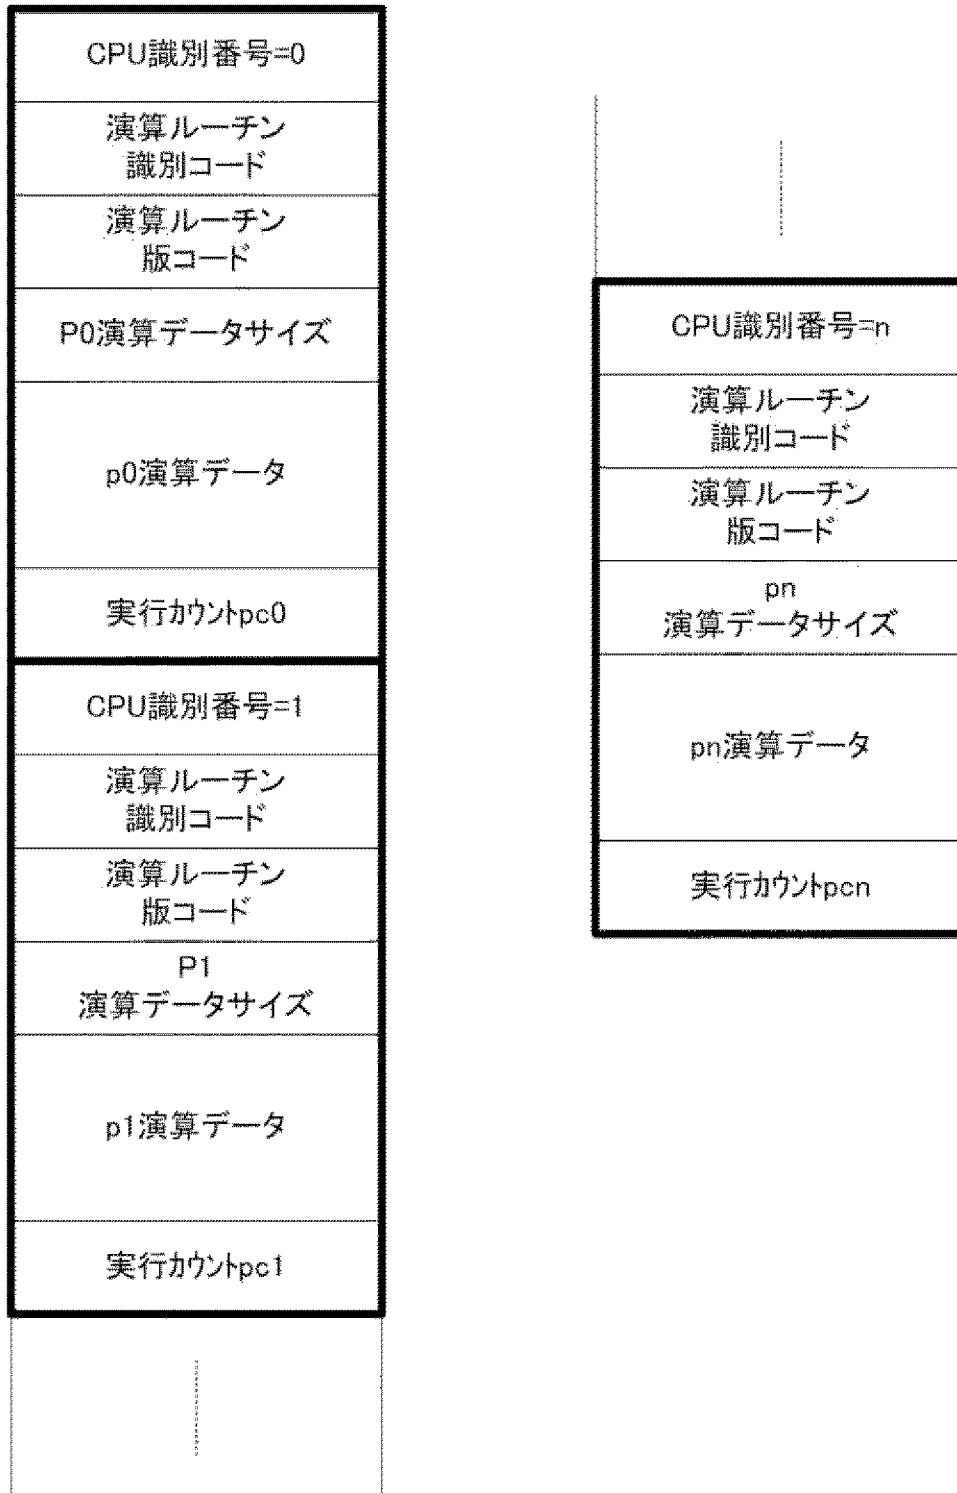 CPU識別番号=0
演算ルーチン
識別コード
演算ルーチン
版コード
P0演算データサイズ
p0演算データ
実行カウントpc0
CPU識別番号=1
演算ルーチン
識別コード
演算ルーチン
版コード
P1
演算データサイズ
p1演算データ
実行カウントpc1
CPU識別番号=n
演算ルーチン
識別コード
演算ルーチン
版コード
pn
演算データサイズ
pn演算データ
実行カウントpcn